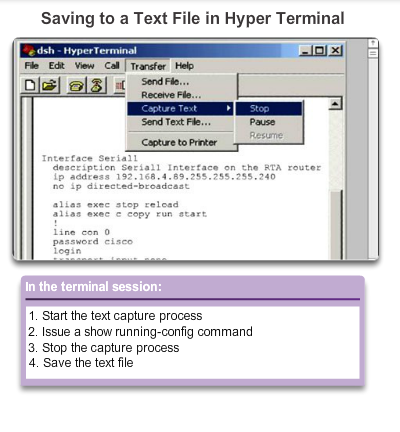 Saving to a Text File in Hyper Terminal
dsh - HyperTerminal
File Edit View Call Transfer Help
Send File...
Receive File...
Capture Text
Stop
Send Text File...
Pause
Resume
Capture to Printer
Interface Serial1
description Serial1 Interface on the RTA router
ip address 192.168.4.89.255.255.255.240
no ip directed-broadcast
alias exec stop reload
alias exec c copy run start
!
line con 0
password cisco
login
In the terminal session:
1. Start the text capture process
2. Issue a show running-config command
3. Stop the capture process
4. Save the text file